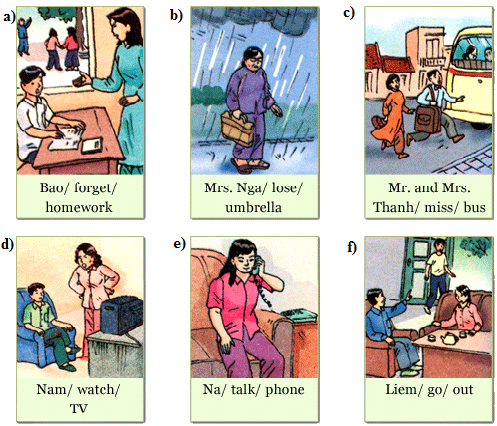 a)
b)
c)
Bao/ forget/
homework
Mrs. Nga/ lose/
umbrella
Mr. and Mrs.
Thanh/ miss/ bus
d)
e)
f)
Nam/ watch/
TV
Na/ talk/ phone
Liem/ go/ out